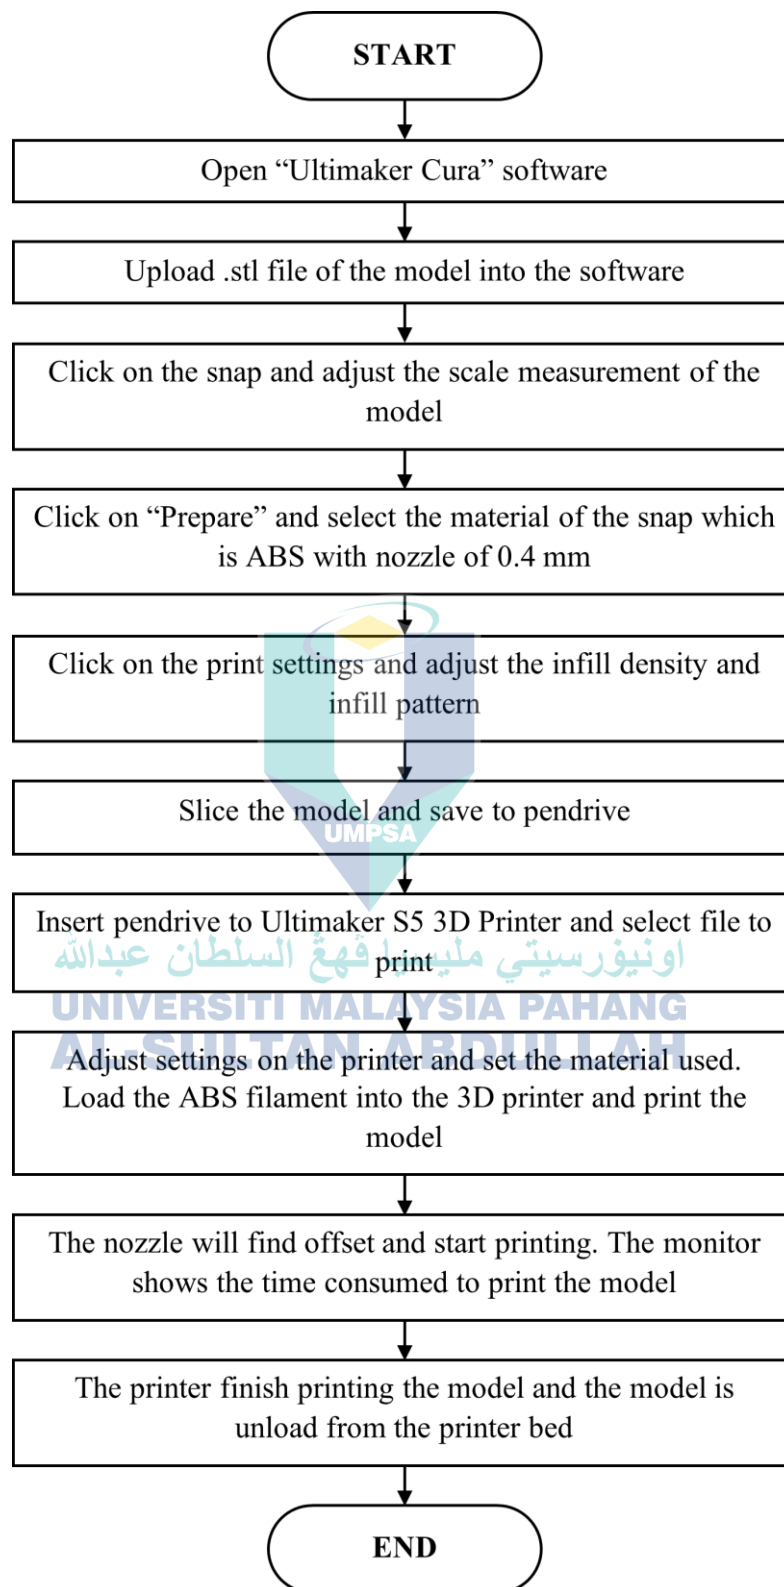 START
Open “Ultimaker Cura” software
Upload .stl file of the model into the software
Click on the snap and adjust the scale measurement of the
model
Click on “Prepare” and select the material of the snap which
is ABS with nozzle of 0.4 mm
Click on the print settings and adjust the infill density and
infill pattern
Slice the model and save to pendrive
UMPSA
Insert pendrive to Ultimaker S5 3D Printer and select file to
print
اونيۏرسيتي مليسيا ڤهڠ السلطان عبدالله
UNIVERSITI MALAYSIA PAHANG
AL-SULTAN ABDULLAH
Adjust settings on the printer and set the material used.
Load the ABS filament into the 3D printer and print the
model
The nozzle will find offset and start printing. The monitor
shows the time consumed to print the model
The printer finish printing the model and the model is
unload from the printer bed
END